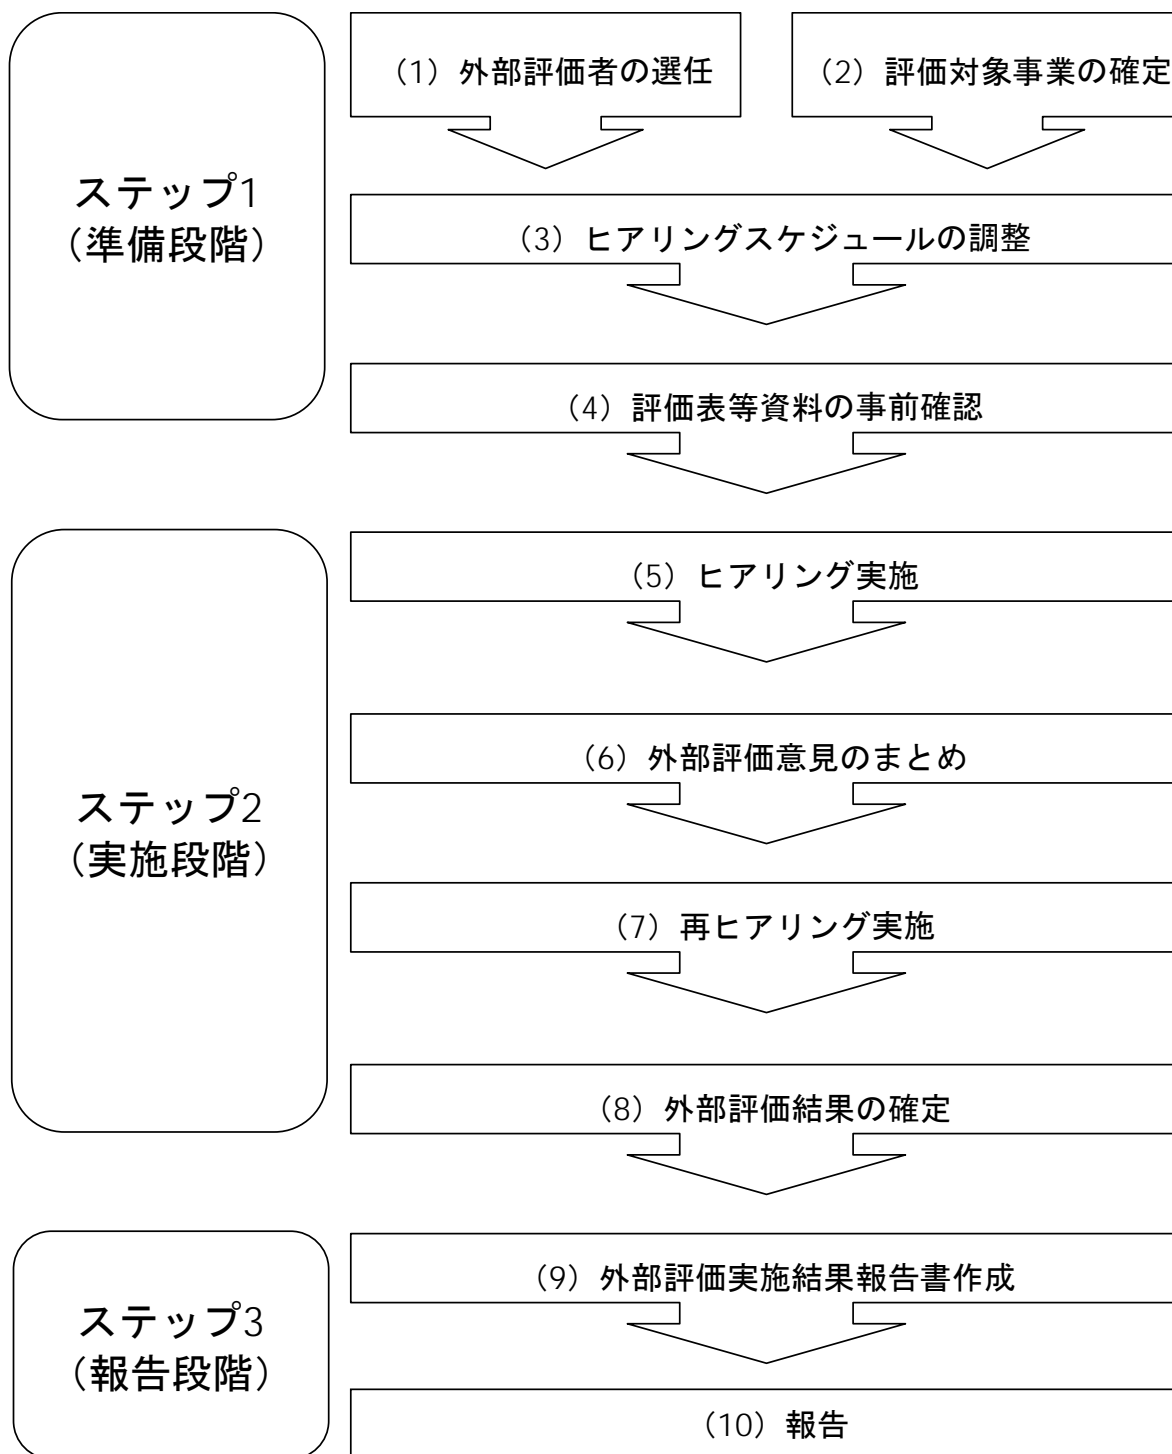 ステップ1
（準備段階）
（1）外部評価者の選任
（2）評価対象事業の確定
（3）ヒアリングスケジュールの調整
（4）評価表等資料の事前確認
ステップ2
（実施段階）
（5）ヒアリング実施
（6）外部評価意見のまとめ
（7）再ヒアリング実施
（8）外部評価結果の確定
ステップ3
（報告段階）
（9）外部評価実施結果報告書作成
（10）報告